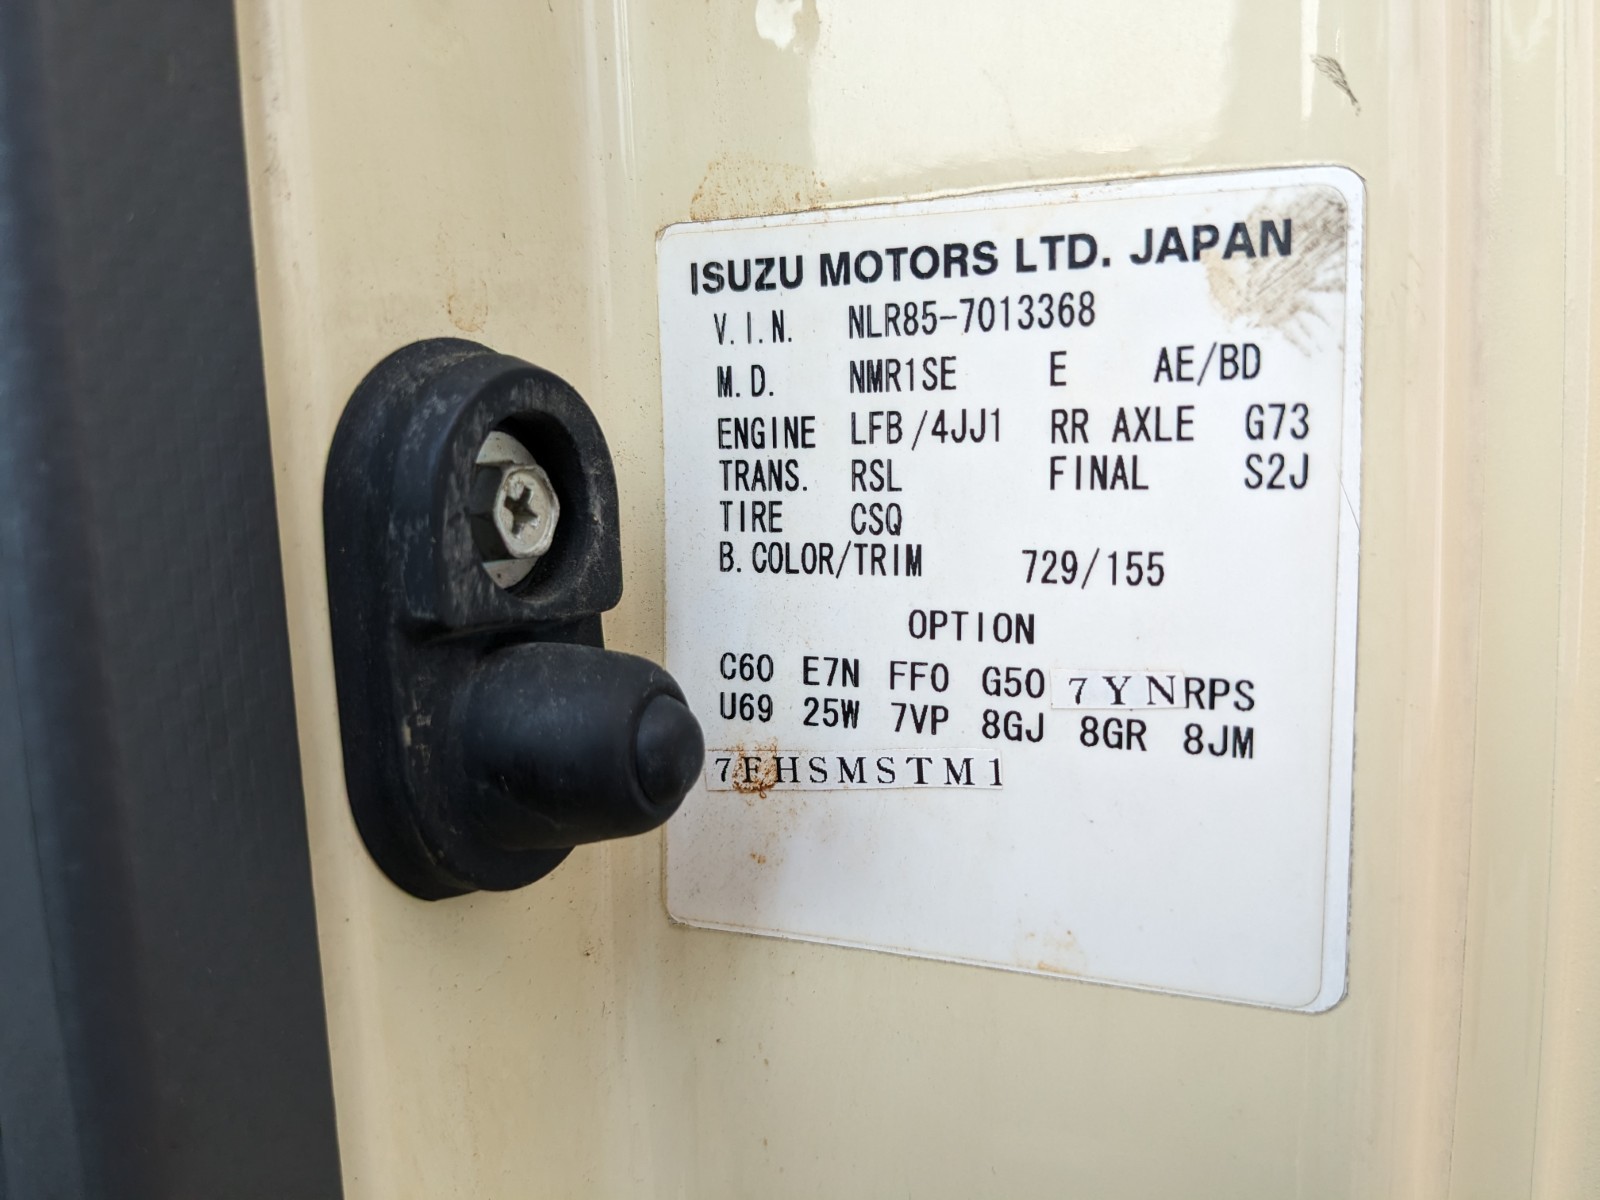 ISUZU MOTORS LTD. JAPAN
V.I.N. NLR85-7013368
M.D. NMR1SE E AE/BD
ENGINE LFB/4JJ1 RR AXLE G73
TRANS. RSL FINAL S2J
TIRE CSQ
B.COLOR/TRIM 729/155
OPTION
C60 E7N FF0 G50 7YN RPS
U69 25W 7VP 8GJ 8GR 8JM
7FHSMSTM1